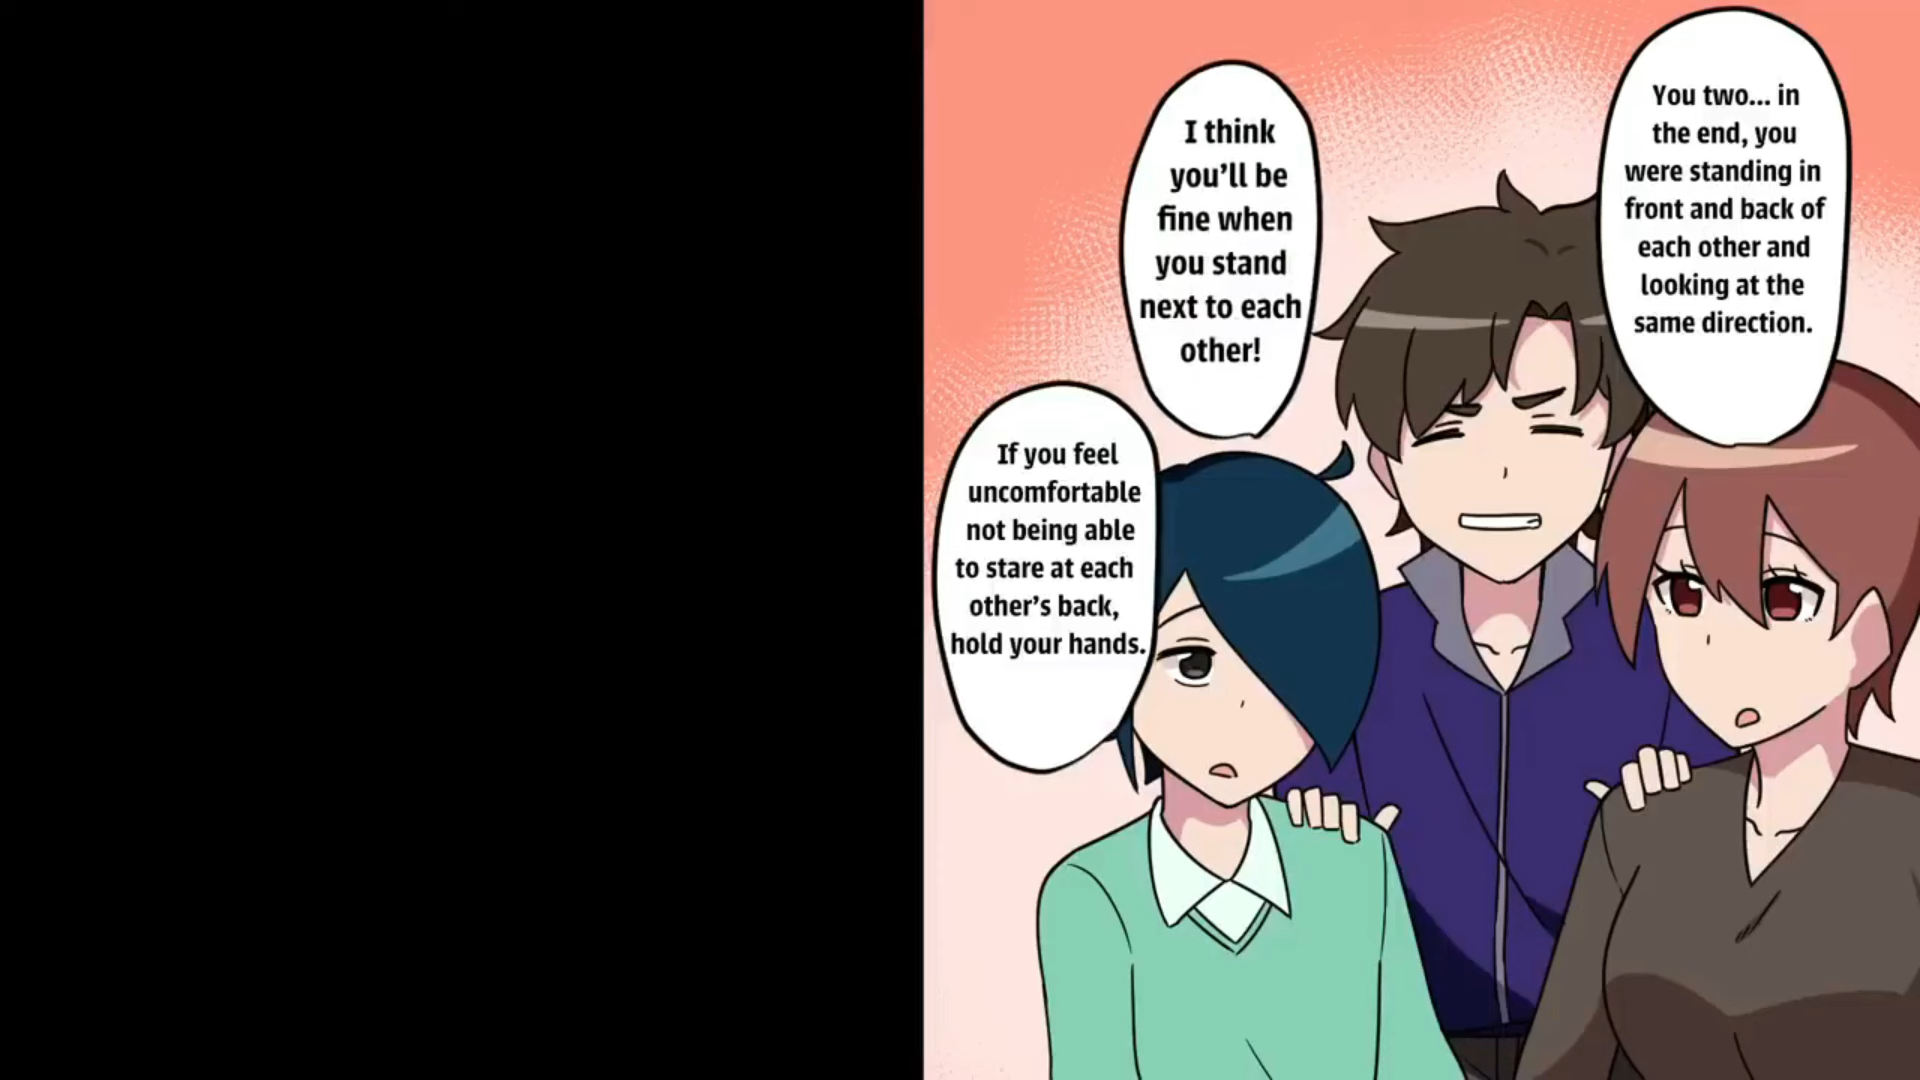 You two... in
the end, you
were standing in
front and back of
each other and
looking at the
same direction.
I think
you'll be
fine when
you stand
next to each
other!
If you feel
uncomfortable
not being able
to stare at each
other's back,
hold your hands.